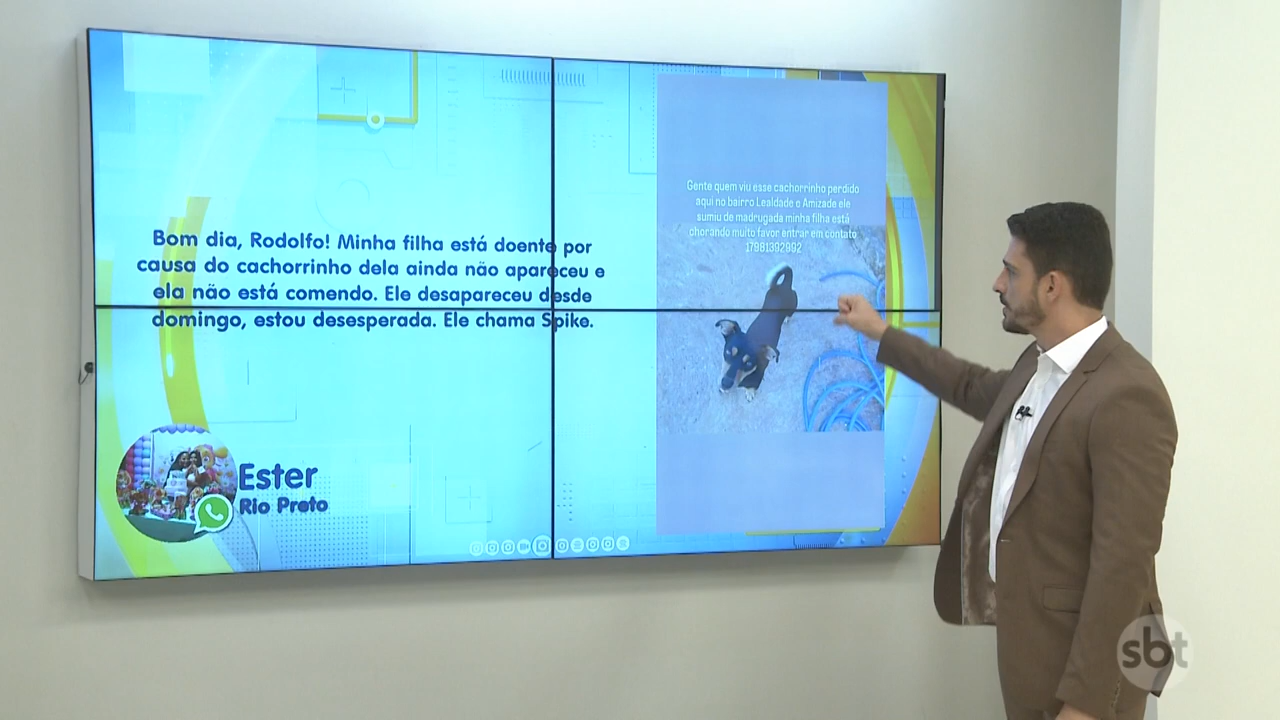 Bom dia, Rodolfo! Minha filha está doente por
causa do cachorrinho dela ainda não apareceu e
ela não está comendo. Ele desapareceu desde
domingo, estou desesperada. Ele chama Spike.
Ester
Rio Preto
Gente quem viu esse cachorrinho perdido
aqui no bairro Lealdade e Amizade ele
sumiu de madrugada minha filha está
chorando muito favor entrar em contato
17981392992
sbt